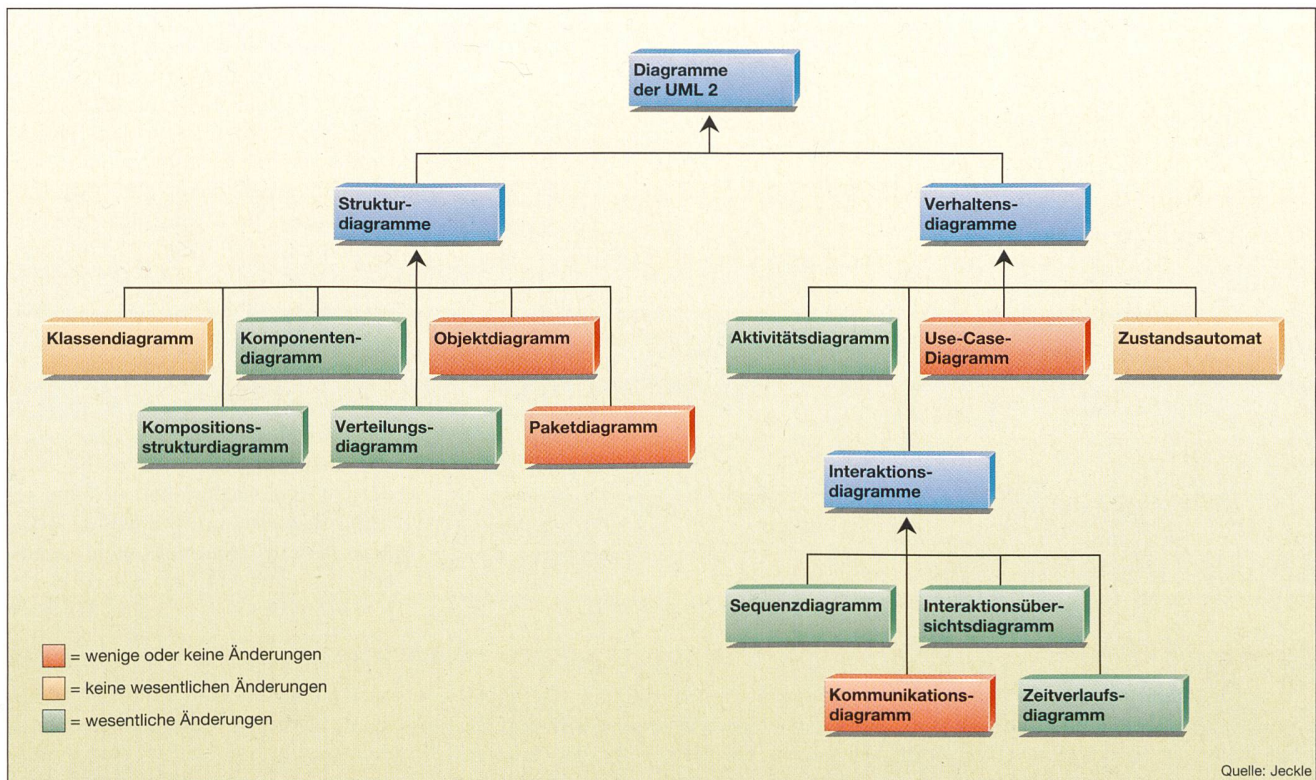 Diagramme
der UML 2
Struktur-
diagramme
Verhaltens-
diagramme
Klassendiagramm
Komponenten-
diagramm
Objektdiagramm
Kompositions-
strukturdiagramm
Verteilungs-
diagramm
Paketdiagramm
Aktivitätsdiagramm
Use-Case-
Diagramm
Zustandsautomat
Interaktions-
diagramme
Sequenzdiagramm
Interaktionsüber-
sichtsdiagramm
Kommunikations-
diagramm
Zeitverlaufs-
diagramm
= wenige oder keine Änderungen
= keine wesentlichen Änderungen
= wesentliche Änderungen
Quelle: Jeckle